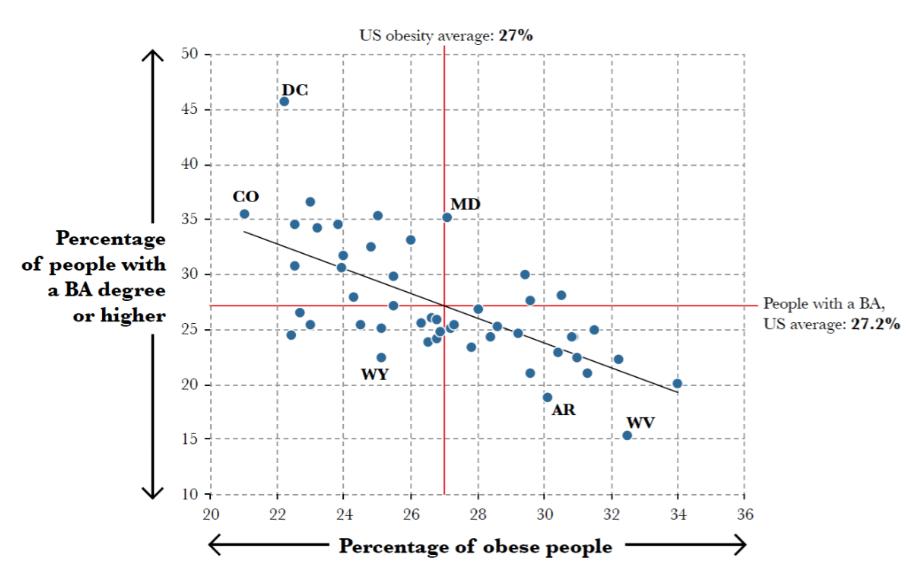 US obesity average: 27%
50
45
40
35
30
25
20
15
10
DC
CO
MD
WY
AR
WV
Percentage
of people with
a BA degree
or higher
People with a BA,
US average: 27.2%
20 22 24 26 28 30 32 34 36
Percentage of obese people